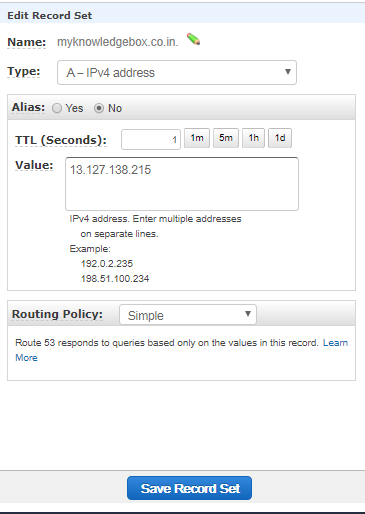 Edit Record Set
Name: myknowledgebox.co.in.
Type: A – IPv4 address
Alias: Yes No
TTL (Seconds): 1 1m 5m 1h 1d
Value: 13.127.138.215
IPv4 address. Enter multiple addresses
on separate lines.
Example:
192.0.2.235
198.51.100.234
Routing Policy: Simple
Route 53 responds to queries based only on the values in this record. Learn
More
Save Record Set